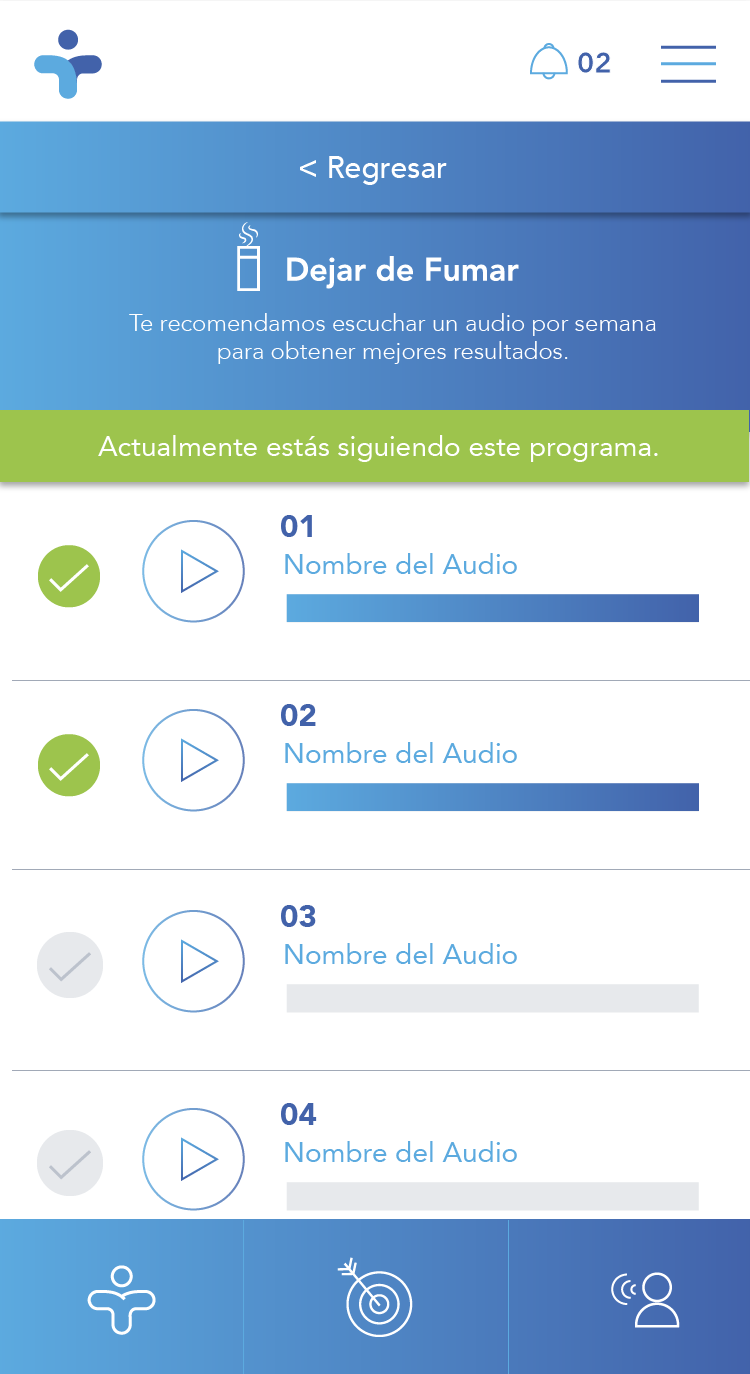 02
< Regresar
Dejar de Fumar
Te recomendamos escuchar un audio por semana
para obtener mejores resultados.
Actualmente estás siguiendo este programa.
01
Nombre del Audio
02
Nombre del Audio
03
Nombre del Audio
04
Nombre del Audio